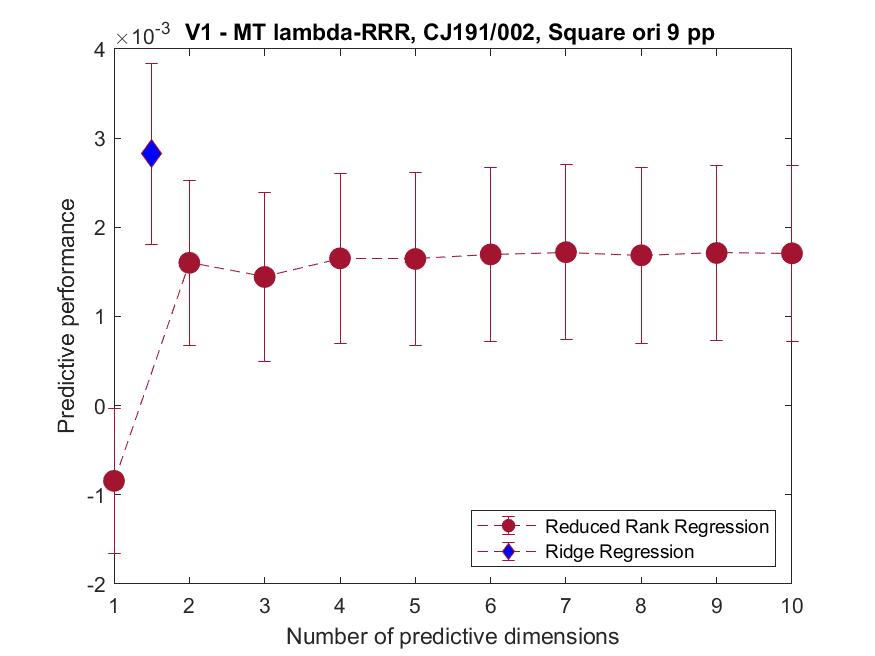 ×10-3
V1 - MT lambda-RRR, CJ191/002, Square ori 9 pp
4
3
2
1
0
-1
-2
Predictive performance
1 2 3 4 5 6 7 8 9 10
Number of predictive dimensions
Reduced Rank Regression
Ridge Regression